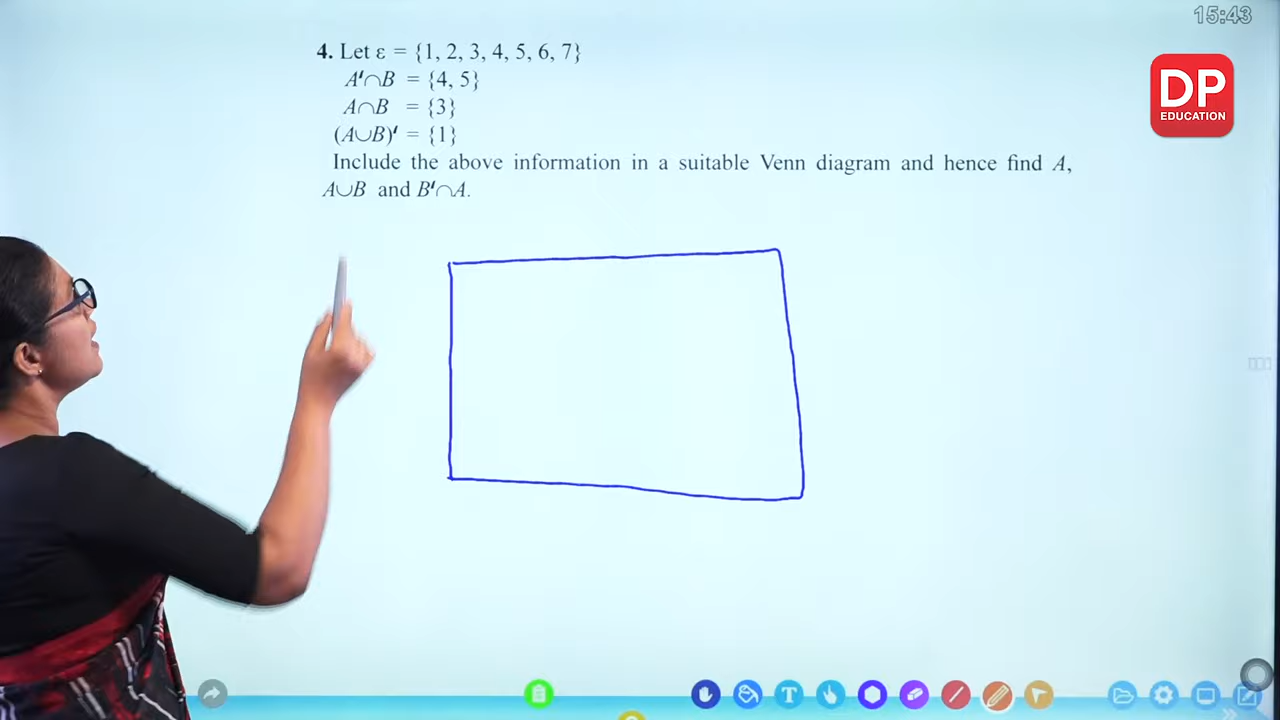 15:43
4. Let ε = {1, 2, 3, 4, 5, 6, 7}
A′∩B = {4, 5}
A∩B = {3}
(A∪B)′ = {1}
Include the above information in a suitable Venn diagram and hence find A,
A∪B and B′∩A.
DP
EDUCATION
T